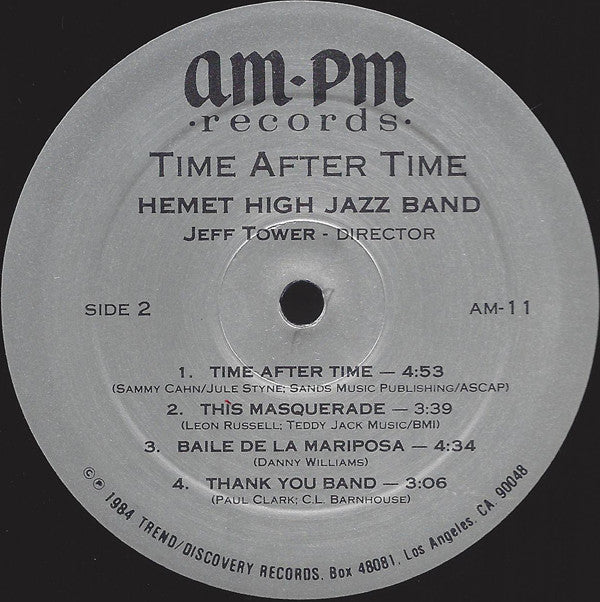 am·pm
·records·
TIME AFTER TIME
HEMET HIGH JAZZ BAND
JEFF TOWER - DIRECTOR
SIDE 2
AM-11
1. TIME AFTER TIME — 4:53
(SAMMY CAHN/JULE STYNE; SANDS MUSIC PUBLISHING/ASCAP)
2. THIS MASQUERADE — 3:39
(LEON RUSSELL; TEDDY JACK MUSIC/BMI)
3. BAILE DE LA MARIPOSA — 4:34
(DANNY WILLIAMS)
4. THANK YOU BAND — 3:06
(PAUL CLARK; C.L. BARNHOUSE)
©℗ 1984 TREND/DISCOVERY RECORDS, Box 48081, Los Angeles, CA. 90048